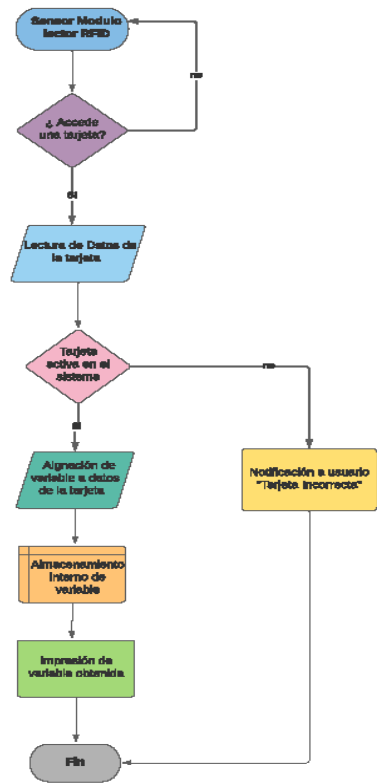 Sensor Modulo
lector RFID
no
¿ Accede
una tarjeta?
si
Lectura de Datos de
la tarjeta
Tarjeta
activa en el
sistema
no
si
Aignación de
variable a datos
de la tarjeta
Notificación a usuario
"Tarjeta Incorrecta"
Almacenamiento
interno de
variable
Impresión de
variable obtenida
Fin